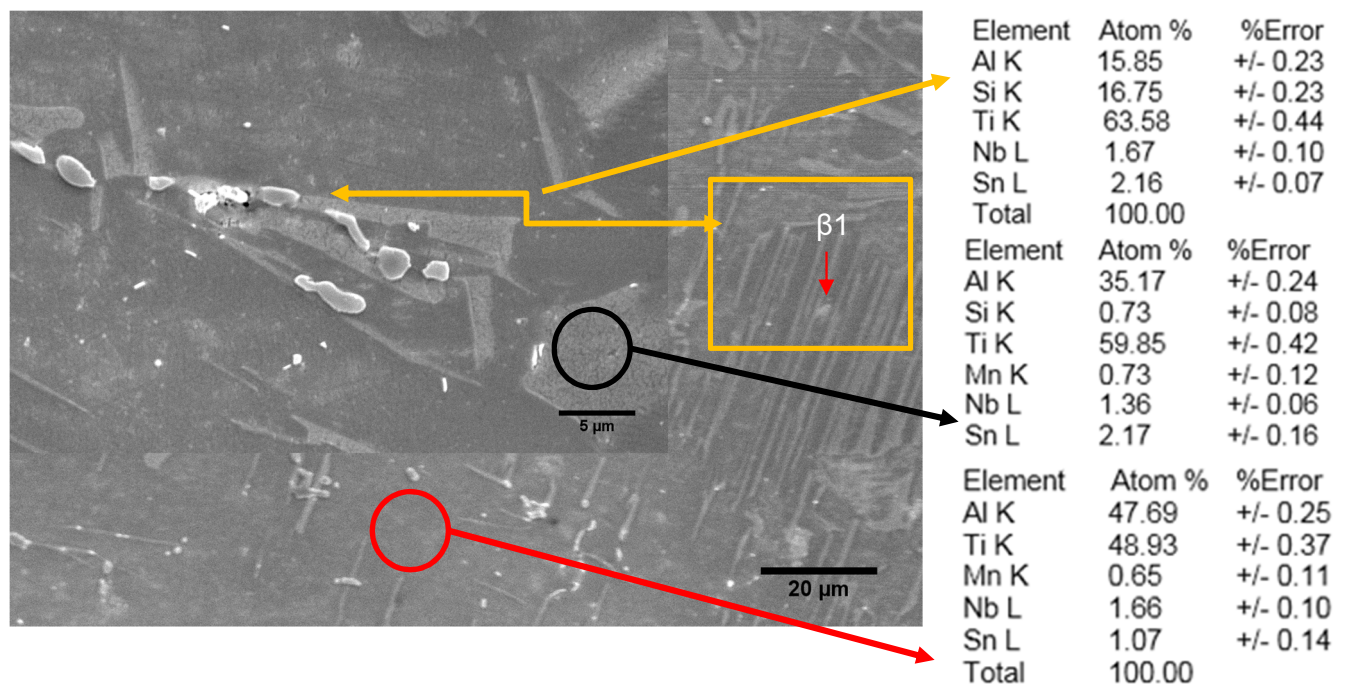 β1
5 µm
20 µm
Element Atom % %Error
Al K 15.85 +/- 0.23
Si K 16.75 +/- 0.23
Ti K 63.58 +/- 0.44
Nb L 1.67 +/- 0.10
Sn L 2.16 +/- 0.07
Total 100.00
Element Atom % %Error
Al K 35.17 +/- 0.24
Si K 0.73 +/- 0.08
Ti K 59.85 +/- 0.42
Mn K 0.73 +/- 0.12
Nb L 1.36 +/- 0.06
Sn L 2.17 +/- 0.16
Element Atom % %Error
Al K 47.69 +/- 0.25
Ti K 48.93 +/- 0.37
Mn K 0.65 +/- 0.11
Nb L 1.66 +/- 0.10
Sn L 1.07 +/- 0.14
Total 100.00